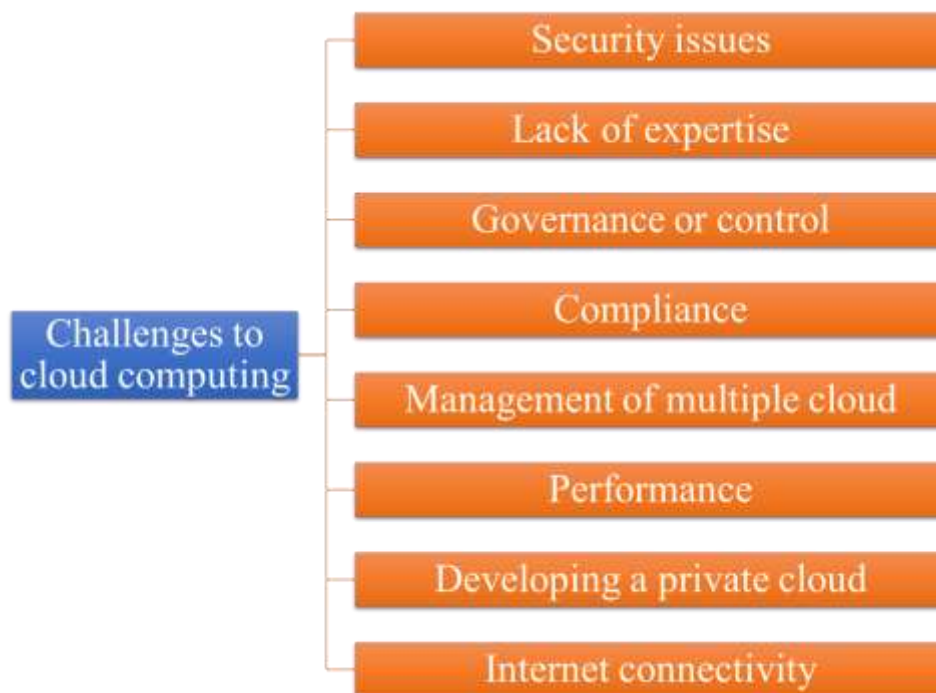 Security issues
Lack of expertise
Governance or control
Compliance
Challenges to
cloud computing
Management of multiple cloud
Performance
Developing a private cloud
Internet connectivity